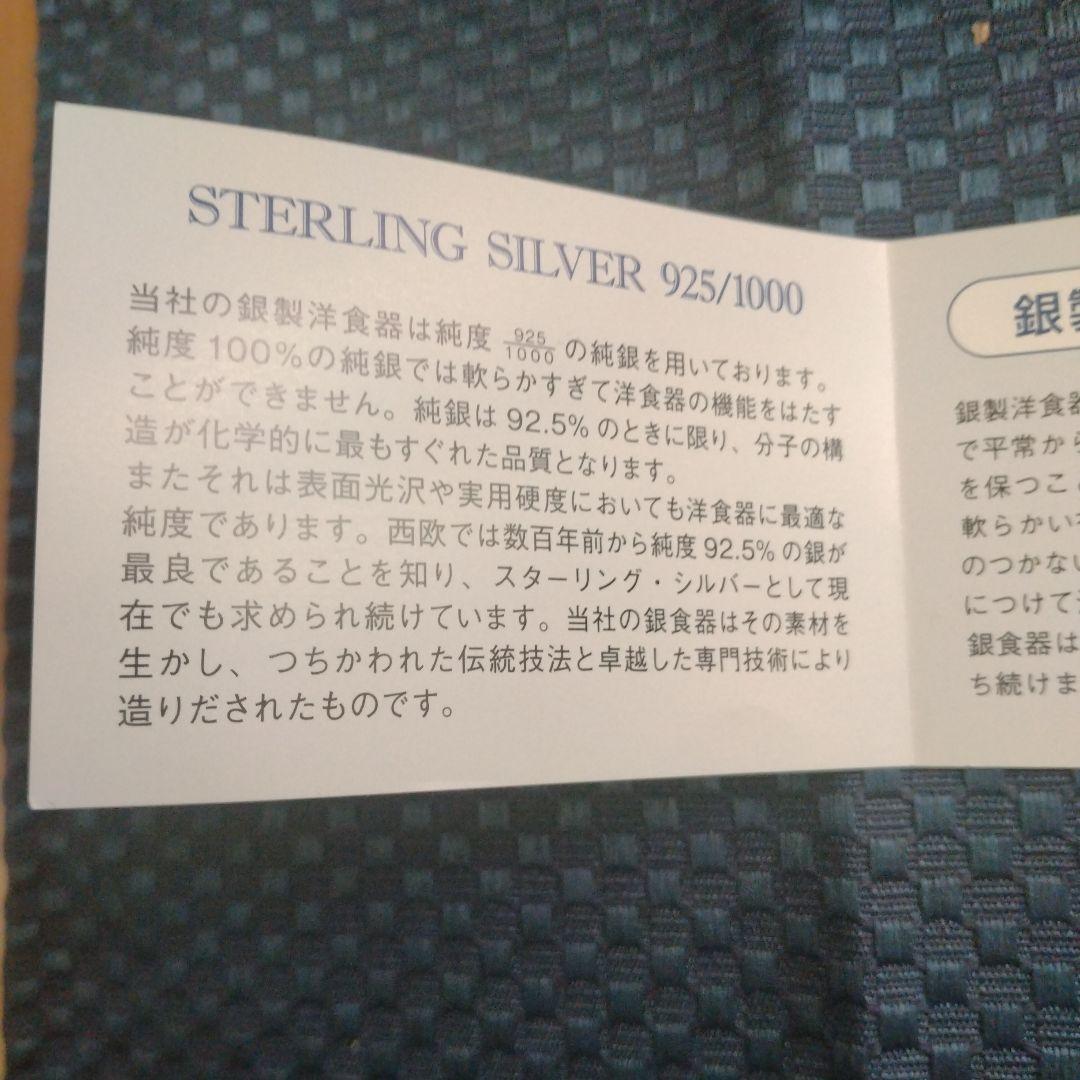 STERLING SILVER 925/1000
当社の銀製洋食器は純度 925/1000 の純銀を用いております。
純度100%の純銀では軟らかすぎて洋食器の機能をはたす
ことができません。純銀は92.5%のときに限り、分子の構
造が化学的に最もすぐれた品質となります。
またそれは表面光沢や実用硬度においても洋食器に最適な
純度であります。西欧では数百年前から純度92.5%の銀が
最良であることを知り、スターリング・シルバーとして現
在でも求められ続けています。当社の銀食器はその素材を
生かし、つちかわれた伝統技法と卓越した専門技術により
造りだされたものです。
銀製
銀製洋食器
で平常から
を保つこ
軟らかい
のつかない
につけて
銀食器は
ち続けま